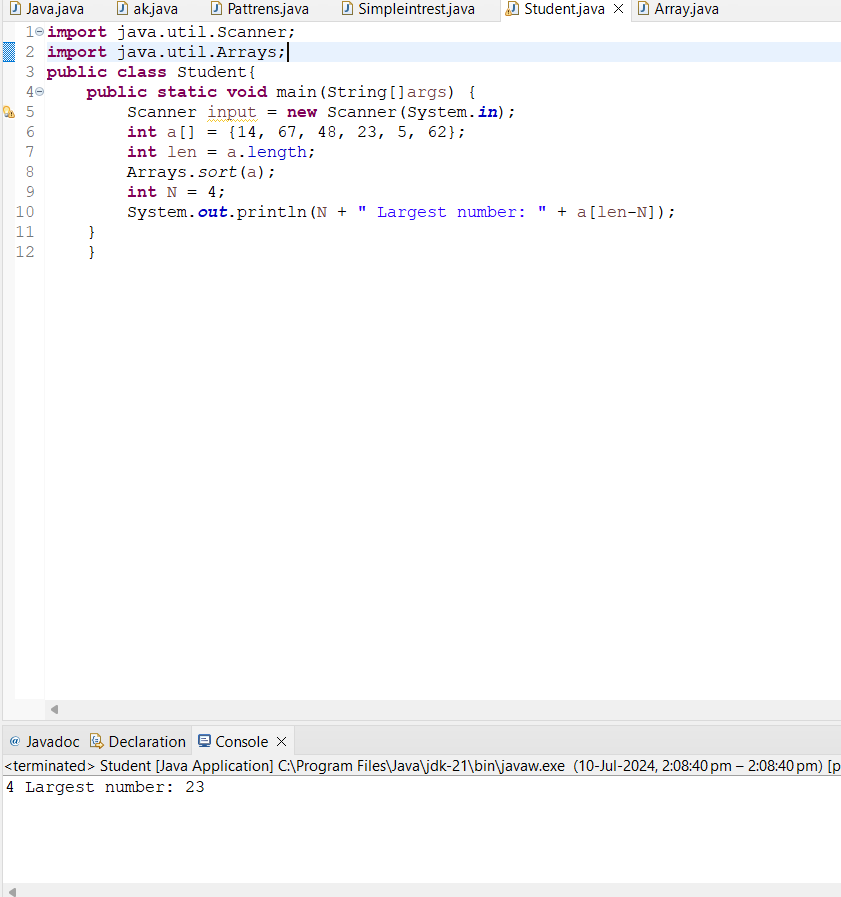 Java.java ak.java Pattrens.java Simpleintrest.java Student.java Array.java
1 import java.util.Scanner;
2 import java.util.Arrays;
3 public class Student{
4 public static void main(String[]args) {
5 Scanner input = new Scanner(System.in);
6 int a[] = {14, 67, 48, 23, 5, 62};
7 int len = a.length;
8 Arrays.sort(a);
9 int N = 4;
10 System.out.println(N + " Largest number: " + a[len-N]);
11 }
12 }
@ Javadoc Declaration Console
<terminated> Student [Java Application] C:\Program Files\Java\jdk-21\bin\javaw.exe (10-Jul-2024, 2:08:40 pm – 2:08:40 pm) [p
4 Largest number: 23